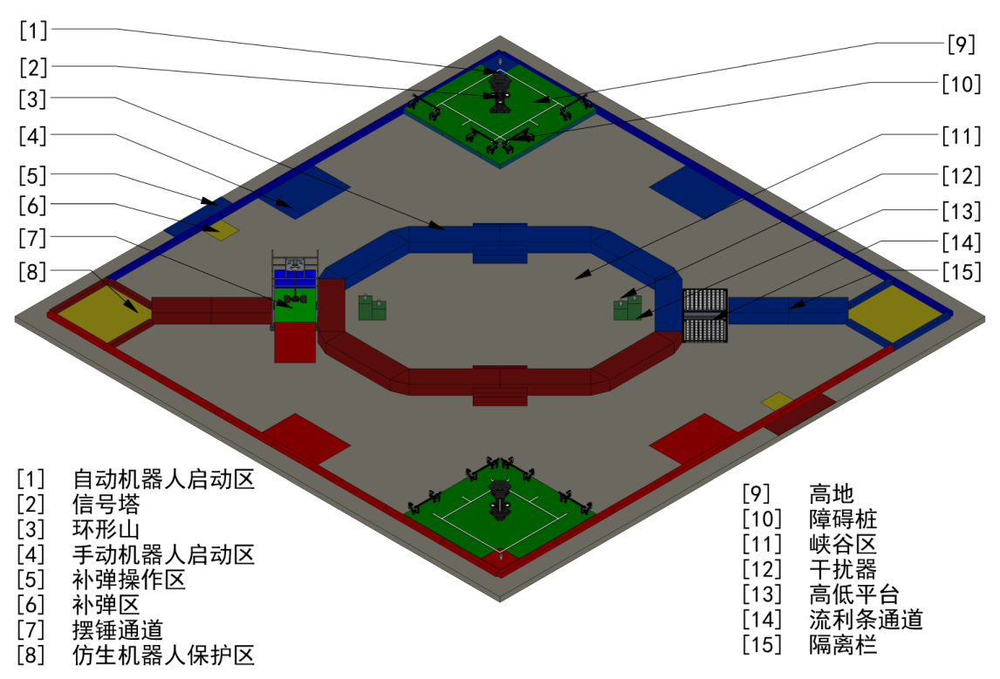 [1]
[2]
[3]
[4]
[5]
[6]
[7]
[8]
[9]
[10]
[11]
[12]
[13]
[14]
[15]
[1] 自动机器人启动区
[2] 信号塔
[3] 环形山
[4] 手动机器人启动区
[5] 补弹操作区
[6] 补弹区
[7] 摆锤通道
[8] 仿生机器人保护区
[9] 高地
[10] 障碍桩
[11] 峡谷区
[12] 干扰器
[13] 高低平台
[14] 流利条通道
[15] 隔离栏